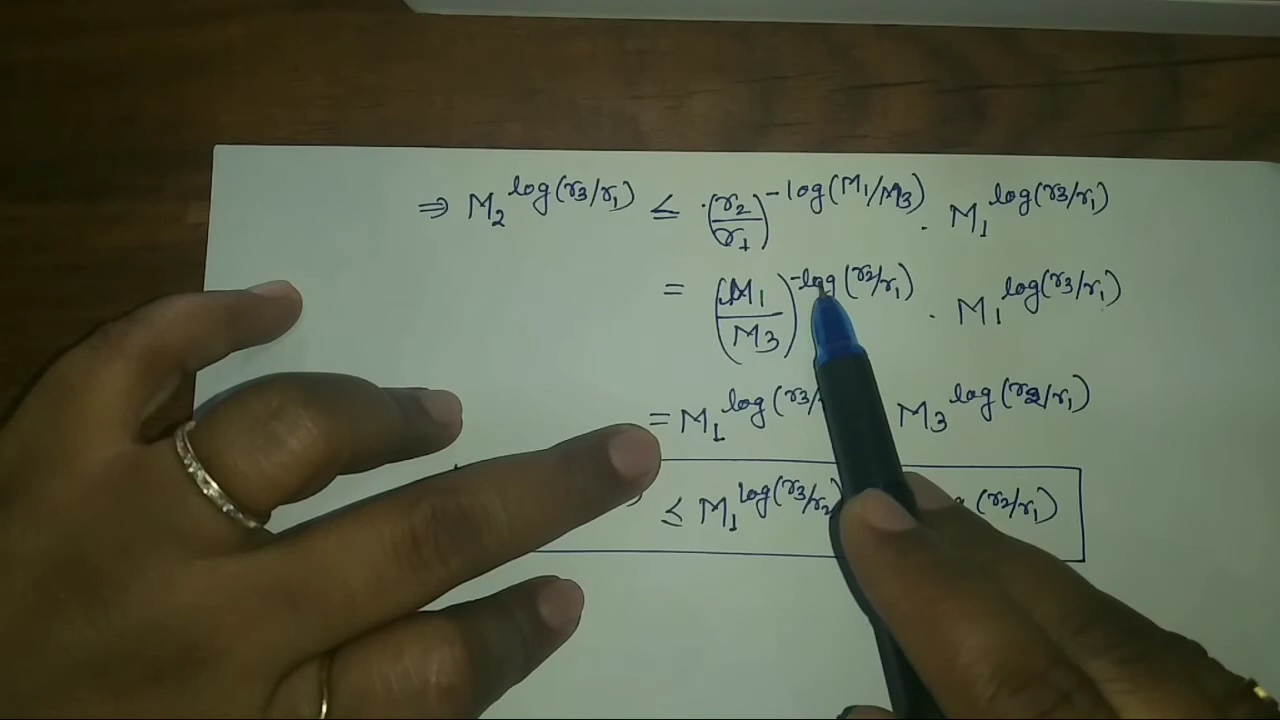 ⇒ M₂^log(r3/r1) ≤ (r2/r1)^-log(M1/M3) . M₁^log(r3/r1)
= (M1/M3)^-log(r2/r1) . M₁^log(r3/r1)
= M₁^log(r3/ M₃^log(r2/r1)
≤ M₁^log(r3/r2 (r2/r1)